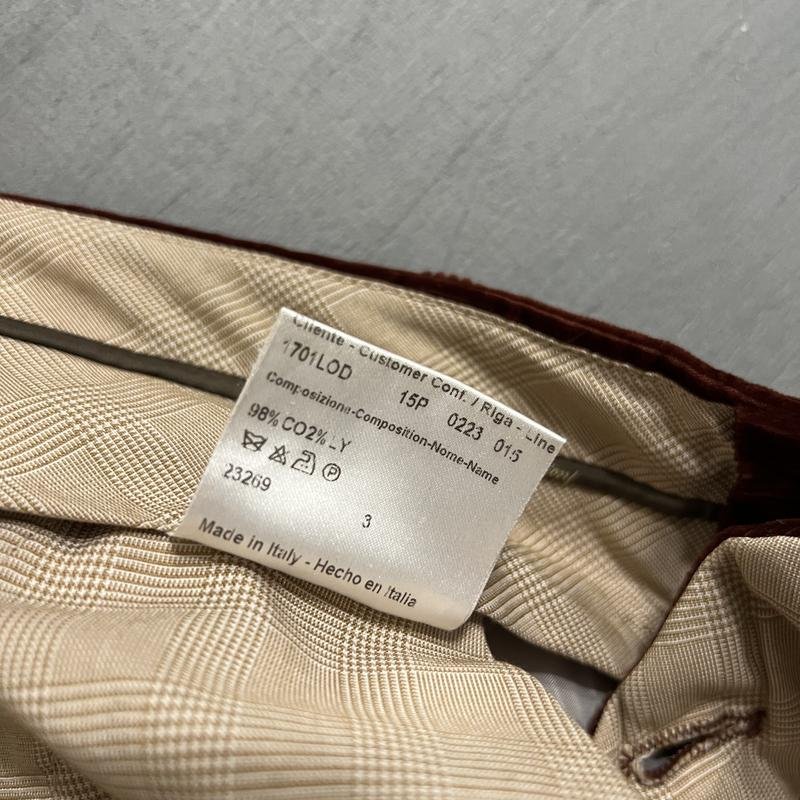 Cliente - Customer Conf. / Riga - Line
1701LOD 15P 0223 015
Composizione-Composition-Nome-Name
98%CO2%LY
P
23269
3
Made in Italy - Hecho en Italia